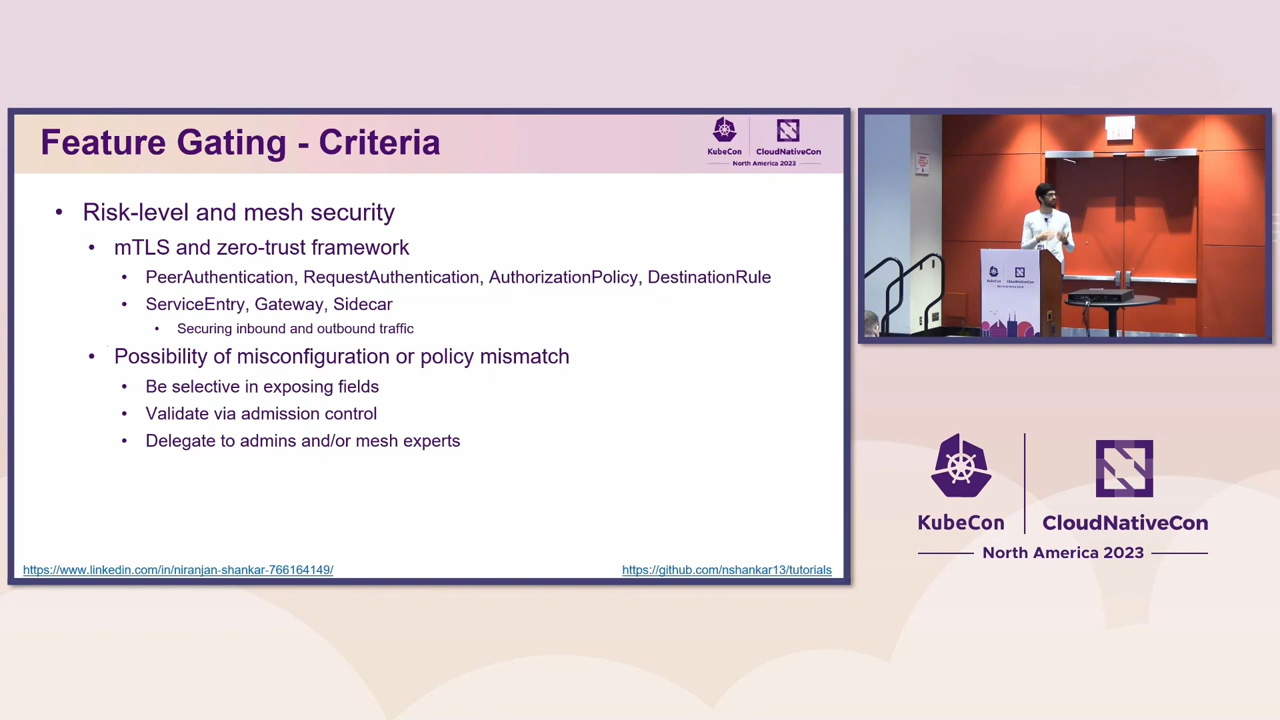 Feature Gating - Criteria
KubeCon
CloudNativeCon
North America 2023
• Risk-level and mesh security
• mTLS and zero-trust framework
• PeerAuthentication, RequestAuthentication, AuthorizationPolicy, DestinationRule
• ServiceEntry, Gateway, Sidecar
• Securing inbound and outbound traffic
• Possibility of misconfiguration or policy mismatch
• Be selective in exposing fields
• Validate via admission control
• Delegate to admins and/or mesh experts
https://www.linkedin.com/in/niranjan-shankar-766164149/
https://github.com/nshankar13/tutorials
KubeCon
CloudNativeCon
North America 2023